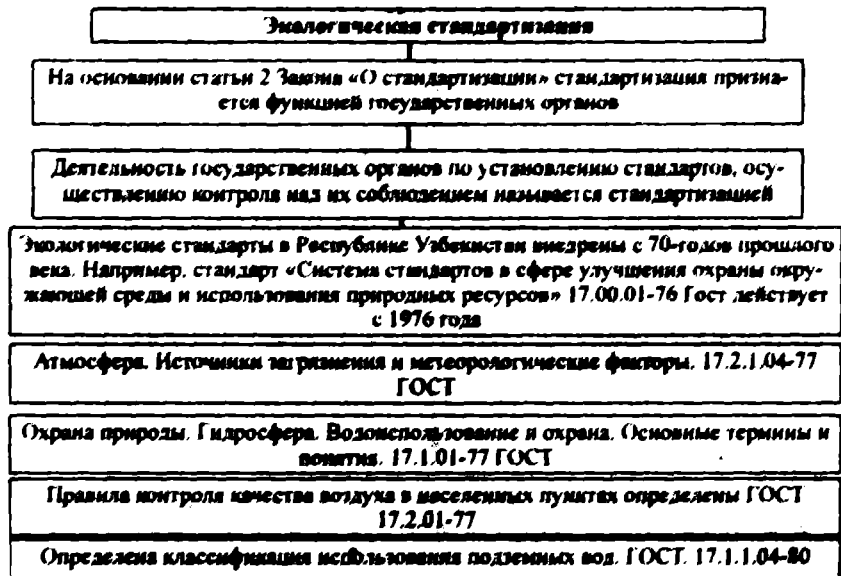 Экологическая стандартизация
На основании статьи 2 Закона «О стандартизации» стандартизация призна-
ется функцией государственных органов
Деятельность государственных органов по установлению стандартов, осу-
ществлению контроля над их соблюдением называется стандартизацией
Экологические стандарты в Республике Узбекистан внедрены с 70-годов прошлого
века. Например, стандарт «Система стандартов в сфере улучшения охраны окру-
жающей среды и использования природных ресурсов» 17.00.01-76 Гост действует
с 1976 года
Атмосфера. Источники загрязнения и метеорологические факторы. 17.2.1.04-77
ГОСТ
Охрана природы. Гидросфера. Водоиспользование и охрана. Основные термины и
понятия. 17.1.01-77 ГОСТ
Правила контроля качества воздуха в населенных пунктах определены ГОСТ
17.2.01-77
Определена классификация использования подземных вод. ГОСТ. 17.1.1.04-80